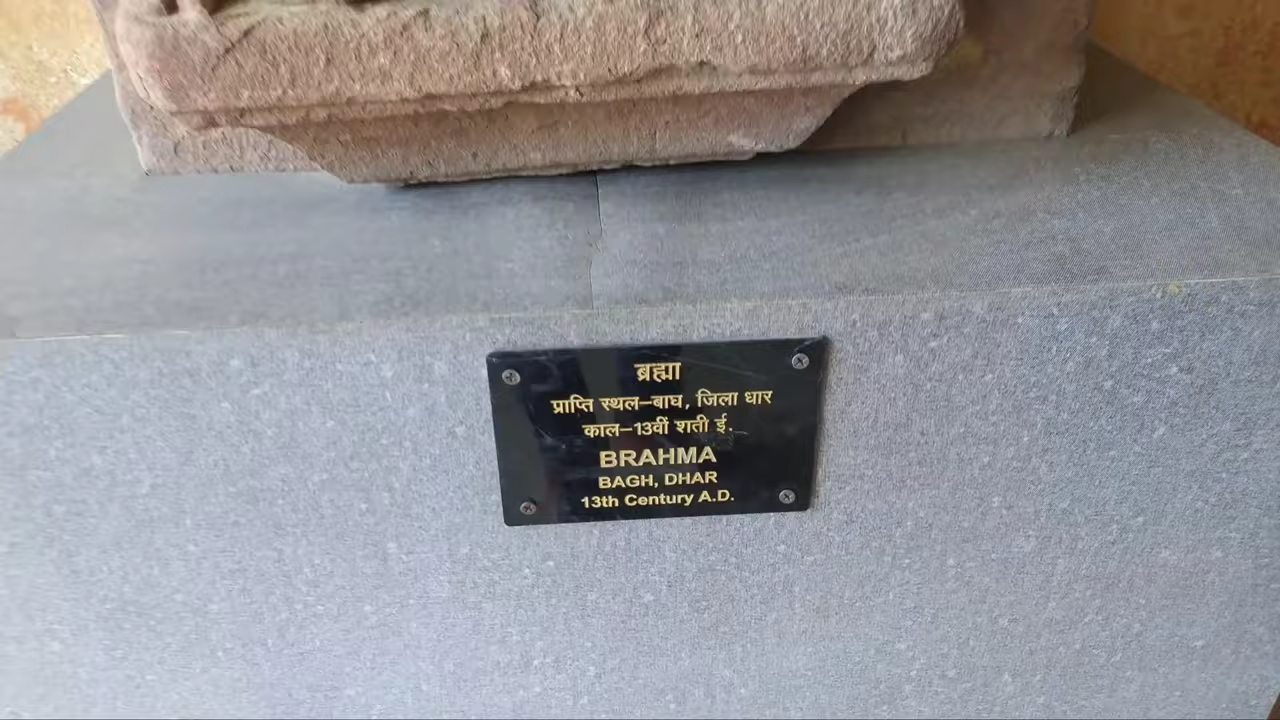 ब्रह्मा
प्राप्ति स्थल–बाघ, जिला धार
काल–13वीं शती ई.
BRAHMA
BAGH, DHAR
13th Century A.D.